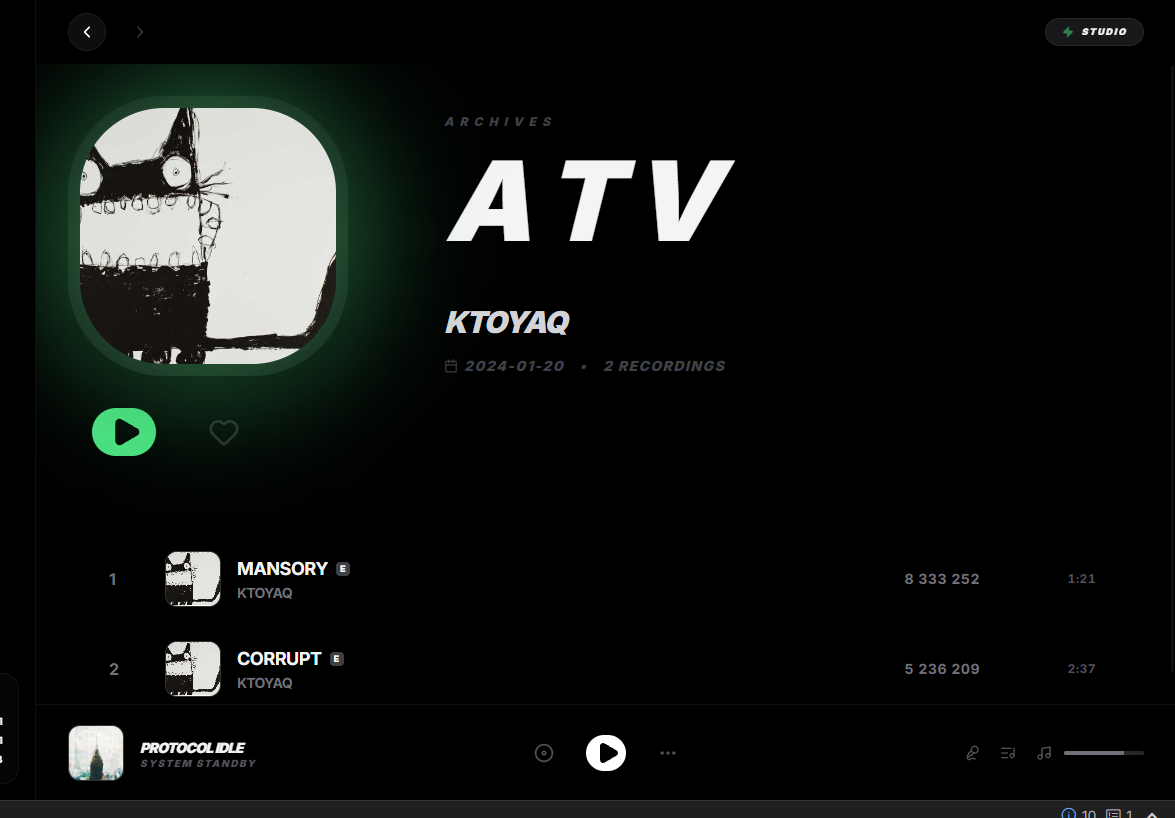 STUDIO
ARCHIVES
ATV
KTOYAQ
2024-01-20 • 2 RECORDINGS
1 MANSORY E 8 333 252 1:21
KTOYAQ
2 CORRUPT E 5 236 209 2:37
KTOYAQ
PROTOCOL IDLE
SYSTEM STANDBY
10 1